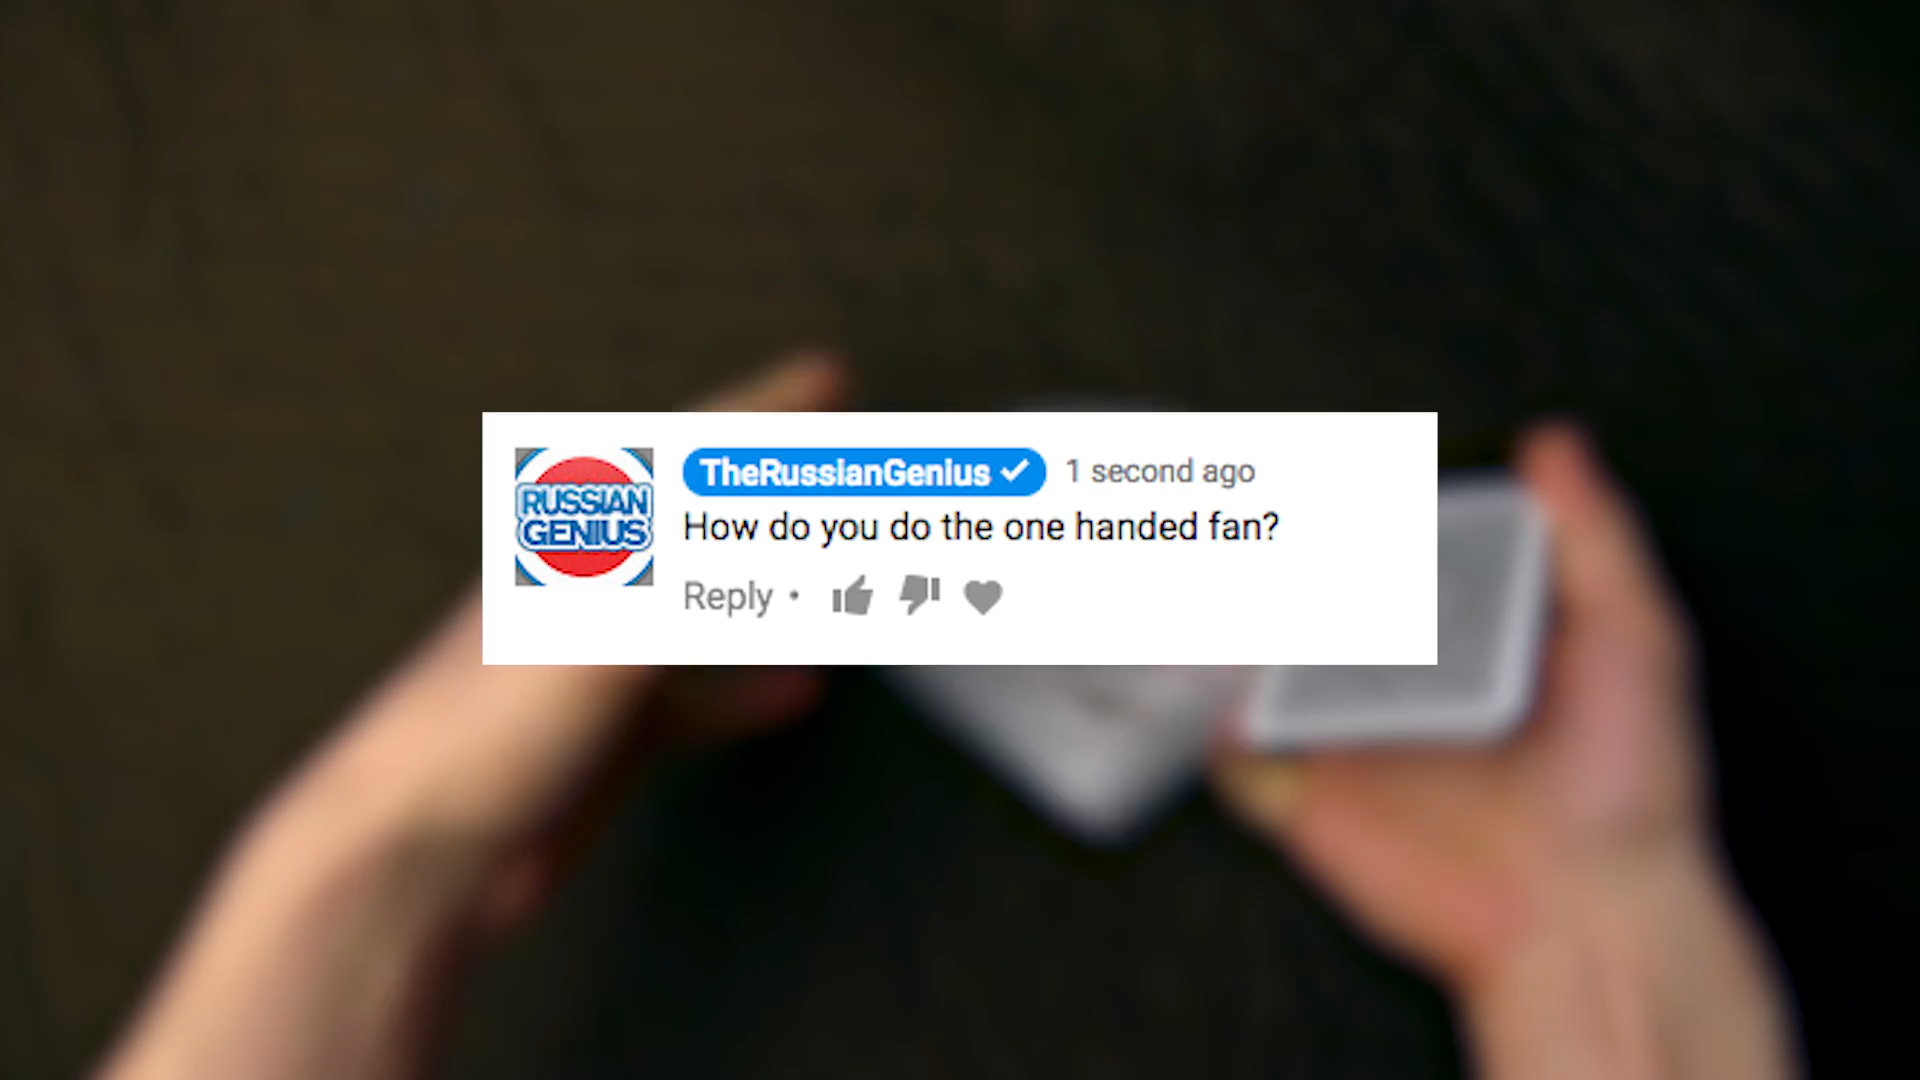 RUSSIAN
GENIUS
TheRussianGenius 1 second ago
How do you do the one handed fan?
Reply •